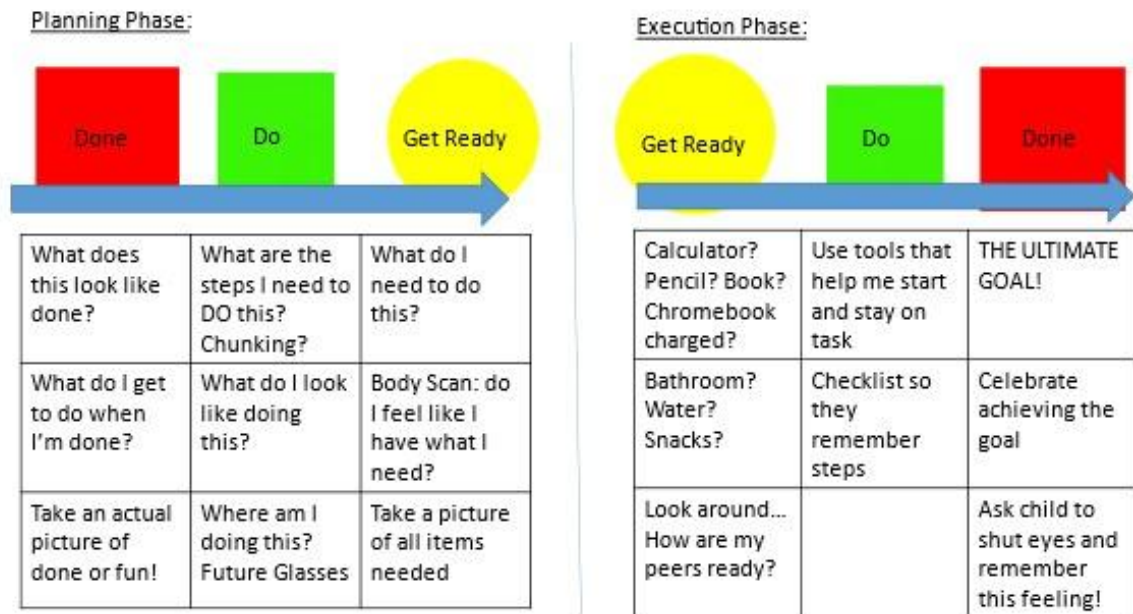 Planning Phase:
Done
Do
Get Ready
What does
this look like
done?
What are the
steps I need to
DO this?
Chunking?
What do I
need to do
this?
What do I get
to do when
I'm done?
What do I look
like doing
this?
Body Scan: do
I feel like I
have what I
need?
Take an actual
picture of
done or fun!
Where am I
doing this?
Future Glasses
Take a picture
of all items
needed
Execution Phase:
Get Ready
Do
Done
Calculator?
Pencil? Book?
Chromebook
charged?
Use tools that
help me start
and stay on
task
THE ULTIMATE
GOAL!
Bathroom?
Water?
Snacks?
Checklist so
they
remember
steps
Celebrate
achieving the
goal
Look around...
How are my
peers ready?
Ask child to
shut eyes and
remember
this feeling!